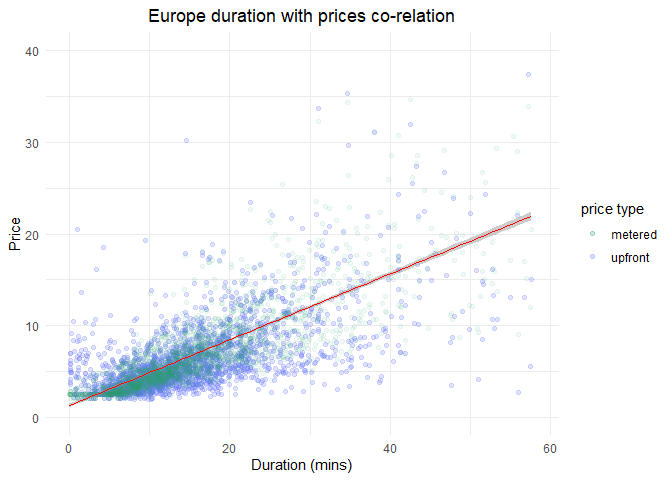 Europe duration with prices co-relation
40
30
20
10
0
Price
0
20
40
60
Duration (mins)
price type
metered
upfront